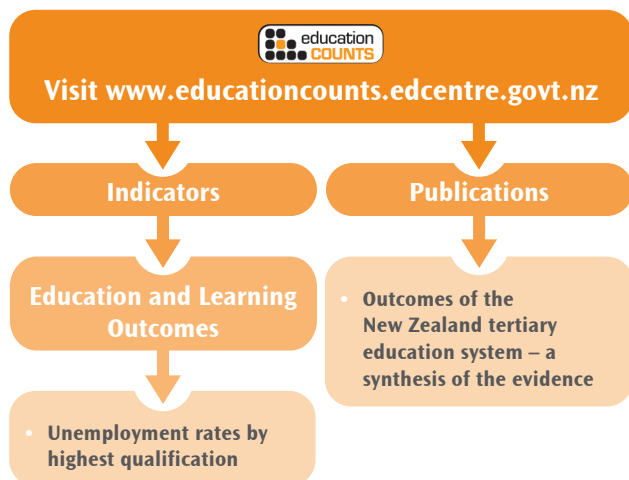 education
COUNTS
Visit www.educationcounts.edcentre.govt.nz
Indicators
Education and Learning
Outcomes
• Unemployment rates by
highest qualification
Publications
• Outcomes of the
New Zealand tertiary
education system – a
synthesis of the evidence